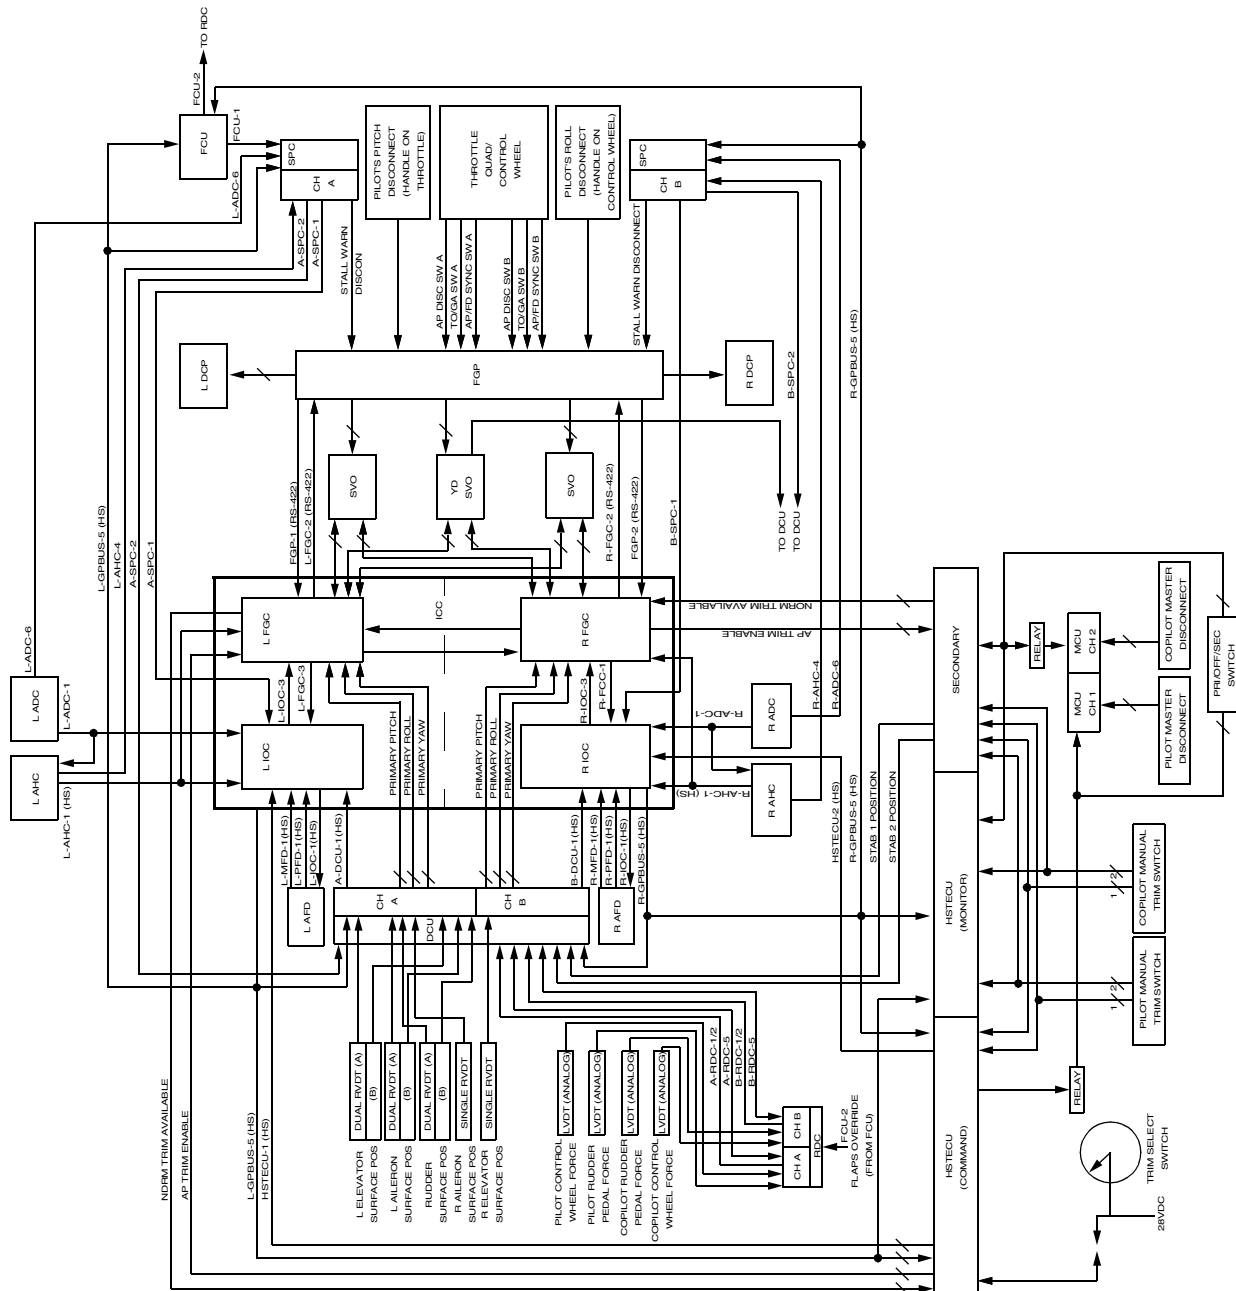 TO RDC
FCU-2
FCU
FCU-1
L-ADC-6
SPC
CH
A
A-SPC-2
A-SPC-1
STALL WARN
DISCON
PILOT'S PITCH
DISCONNECT
(HANDLE ON
THROTTLE)
THROTTLE
QUAD/
CONTROL
WHEEL
PILOT'S ROLL
DISCONNECT
(HANDLE ON
CONTROL WHEEL)
SPC
CH
B
AP DISC SW A
TO/GA SW A
AP/FD SYNC SW A
AP DISC SW B
TO/GA SW B
AP/FD SYNC SW B
STALL WARN DISCONNECT
L DCP
FGP
R DCP
B-SPC-2
R-GPBUS-5 (HS)
L-GPBUS-5 (HS)
L-AHC-4
A-SPC-2
A-SPC-1
FGP-1 (RS-422)
L-FGC-2 (RS-422)
SVO
YD
SVO
SVO
R-FGC-2 (RS-422)
FGP-2 (RS-422)
B-SPC-1
TO DCU
TO DCU
L-ADC-6
L ADC
L-ADC-1
L AHC
L-AHC-1 (HS)
L FGC
ICC
R FGC
NORM TRIM AVAILABLE
AP TRIM ENABLE
L-IOC-3
L-FGC-3
R-IOC-3
R-FCC-1
L IOC
PRIMARY PITCH
PRIMARY ROLL
PRIMARY YAW
PRIMARY PITCH
PRIMARY ROLL
PRIMARY YAW
R IOC
R-ADC-1
R ADC
R-AHC-4
R-ADC-6
R-AHC-1 (HS)
R AHC
L-MFD-1(HS)
L-PFD-1(HS)
L-IOC-1(HS)
A-DCU-1(HS)
B-DCU-1(HS)
R-MFD-1(HS)
R-PFD-1(HS)
R-IOC-1(HS)
R-GPBUS-5 (HS)
HSTECU-2 (HS)
R-GPBUS-5 (HS)
STAB 1 POSITION
STAB 2 POSITION
L AFD
CH
A
DCU
CH
B
R AFD
SECONDARY
RELAY
MCU
CH 2
MCU
CH 1
COPILOT MASTER
DISCONNECT
PILOT MASTER
DISCONNECT
PRI/OFF/SEC
SWITCH
HSTECU
(MONITOR)
1
2
COPILOT MANUAL
TRIM SWITCH
1
2
PILOT MANUAL
TRIM SWITCH
NORM TRIM AVAILABLE
AP TRIM ENABLE
L-GPBUS-5 (HS)
HSTECU-1 (HS)
DUAL RVDT (A)
(B)
L ELEVATOR
SURFACE POS
DUAL RVDT (A)
(B)
L AILERON
SURFACE POS
DUAL RVDT (A)
(B)
RUDDER
SURFACE POS
SINGLE RVDT
R AILERON
SURFACE POS
SINGLE RVDT
R ELEVATOR
SURFACE POS
LVDT (ANALOG)
PILOT CONTROL
WHEEL FORCE
LVDT (ANALOG)
PILOT RUDDER
PEDAL FORCE
LVDT (ANALOG)
COPILOT RUDDER
PEDAL FORCE
LVDT (ANALOG)
COPILOT CONTROL
WHEEL FORCE
A-RDC-1/2
A-RDC-5
B-RDC-1/2
B-RDC-5
CH A
CH B
RDC
FCU-2
FLAPS OVERRIDE
(FROM FCU)
HSTECU
(COMMAND)
RELAY
TRIM SELECT
SWITCH
28VDC